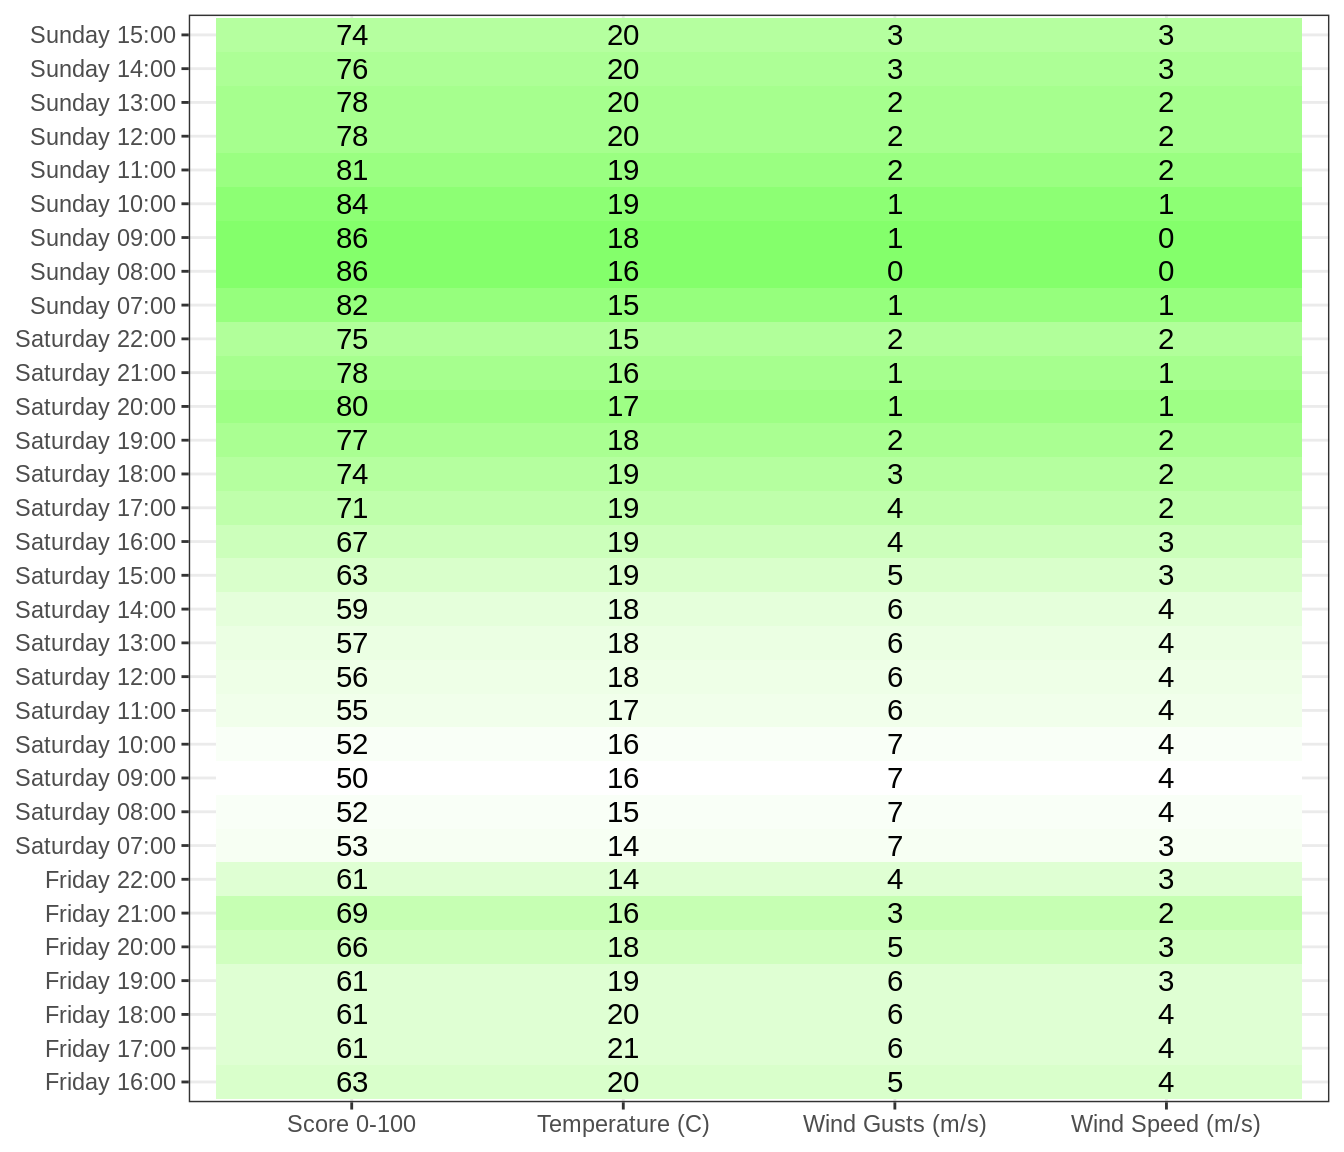 Sunday 15:00 74 20 3 3
Sunday 14:00 76 20 3 3
Sunday 13:00 78 20 2 2
Sunday 12:00 78 20 2 2
Sunday 11:00 81 19 2 2
Sunday 10:00 84 19 1 1
Sunday 09:00 86 18 1 0
Sunday 08:00 86 16 0 0
Sunday 07:00 82 15 1 1
Saturday 22:00 75 15 2 2
Saturday 21:00 78 16 1 1
Saturday 20:00 80 17 1 1
Saturday 19:00 77 18 2 2
Saturday 18:00 74 19 3 2
Saturday 17:00 71 19 4 2
Saturday 16:00 67 19 4 3
Saturday 15:00 63 19 5 3
Saturday 14:00 59 18 6 4
Saturday 13:00 57 18 6 4
Saturday 12:00 56 18 6 4
Saturday 11:00 55 17 6 4
Saturday 10:00 52 16 7 4
Saturday 09:00 50 16 7 4
Saturday 08:00 52 15 7 4
Saturday 07:00 53 14 7 3
Friday 22:00 61 14 4 3
Friday 21:00 69 16 3 2
Friday 20:00 66 18 5 3
Friday 19:00 61 19 6 3
Friday 18:00 61 20 6 4
Friday 17:00 61 21 6 4
Friday 16:00 63 20 5 4
Score 0-100 Temperature (C) Wind Gusts (m/s) Wind Speed (m/s)